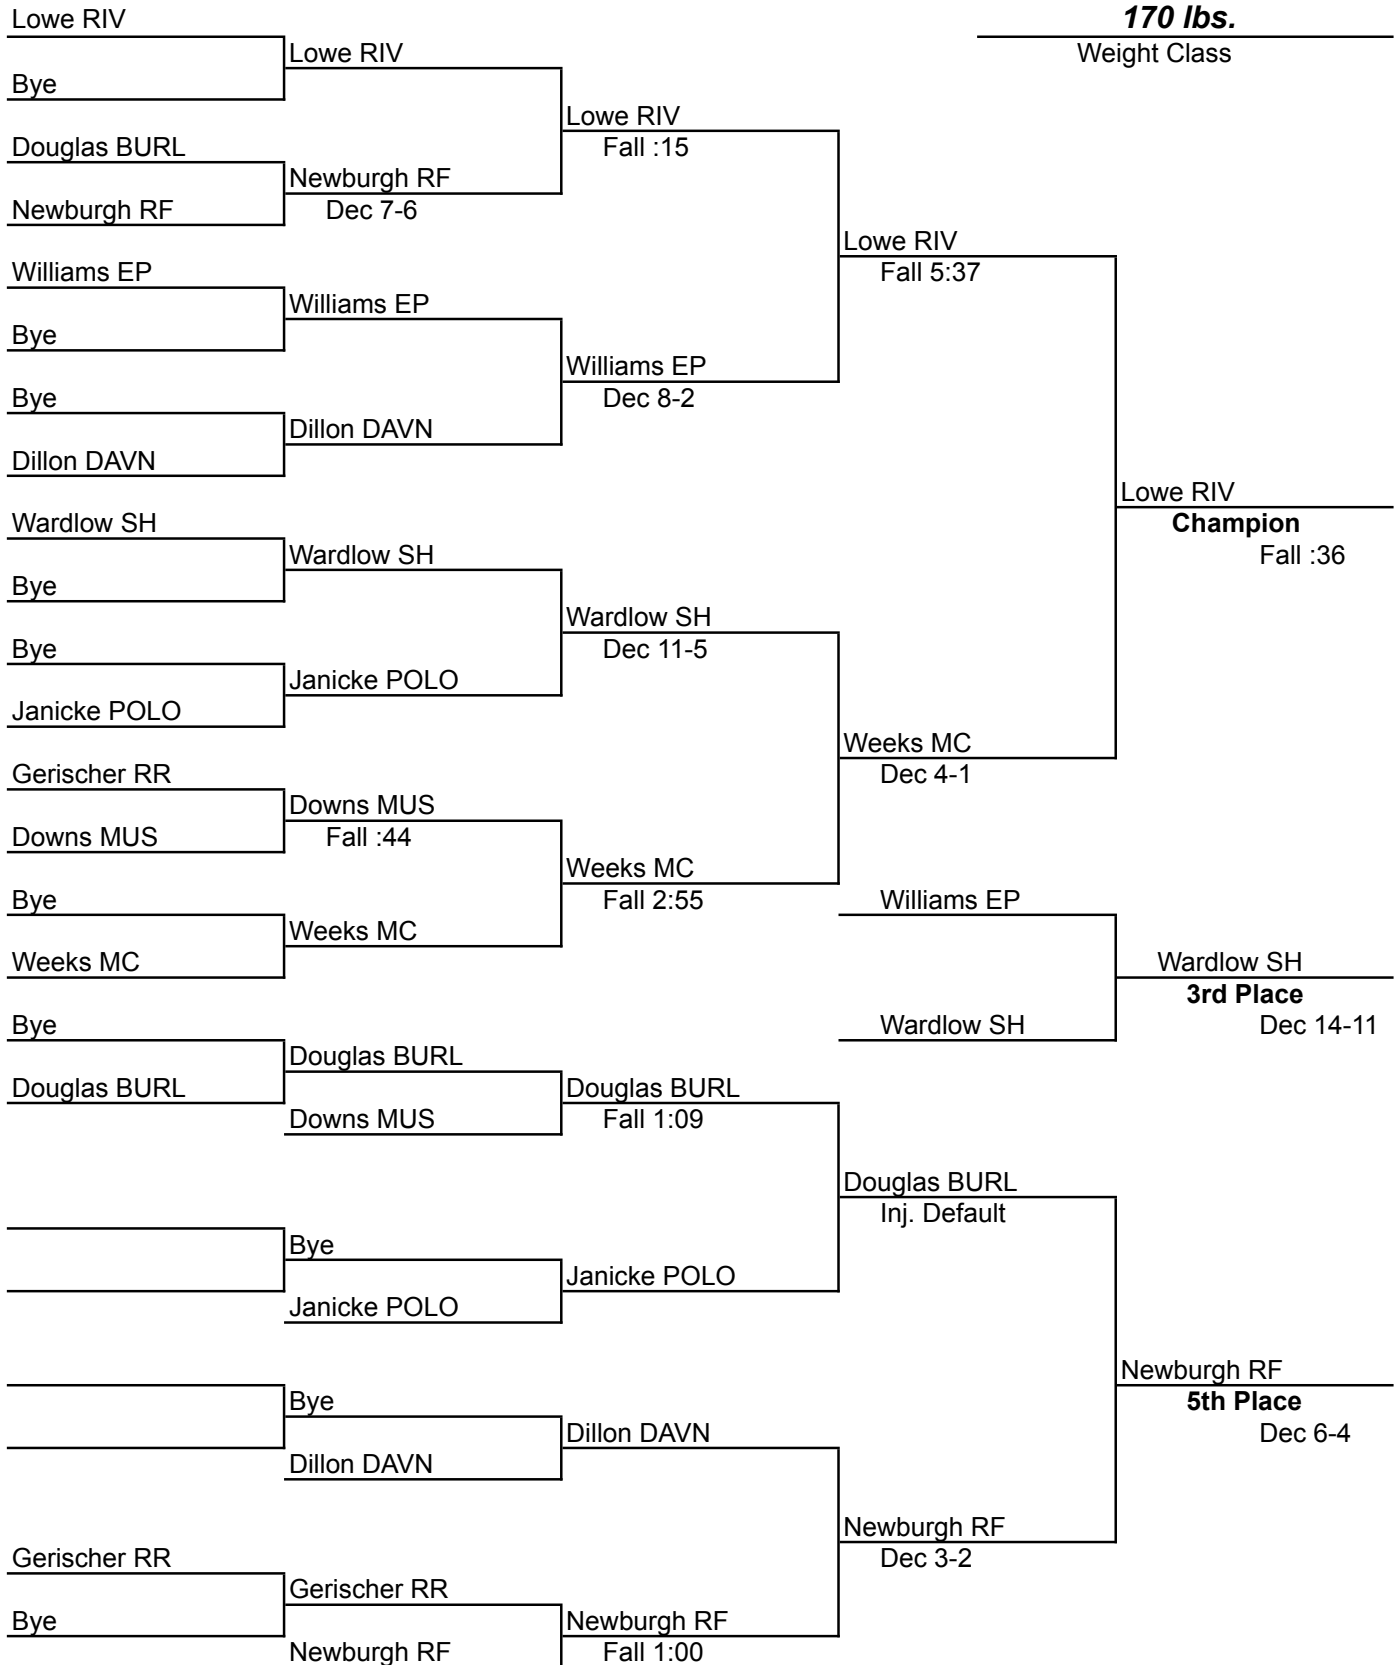 Lowe RIV
170 lbs.
Lowe RIV
Weight Class
Bye
Lowe RIV
Douglas BURL
Fall :15
Newburgh RF
Newburgh RF
Dec 7-6
Lowe RIV
Williams EP
Fall 5:37
Williams EP
Bye
Williams EP
Bye
Dec 8-2
Dillon DAVN
Dillon DAVN
Lowe RIV
Wardlow SH
Champion
Wardlow SH
Fall :36
Bye
Wardlow SH
Bye
Dec 11-5
Janicke POLO
Janicke POLO
Weeks MC
Gerischer RR
Dec 4-1
Downs MUS
Downs MUS
Fall :44
Weeks MC
Bye
Fall 2:55
Williams EP
Weeks MC
Weeks MC
Wardlow SH
3rd Place
Bye
Wardlow SH
Dec 14-11
Douglas BURL
Douglas BURL
Douglas BURL
Downs MUS
Fall 1:09
Douglas BURL
Inj. Default
Bye
Janicke POLO
Janicke POLO
Newburgh RF
Bye
5th Place
Dillon DAVN
Dec 6-4
Dillon DAVN
Newburgh RF
Gerischer RR
Dec 3-2
Gerischer RR
Bye
Newburgh RF
Newburgh RF
Fall 1:00